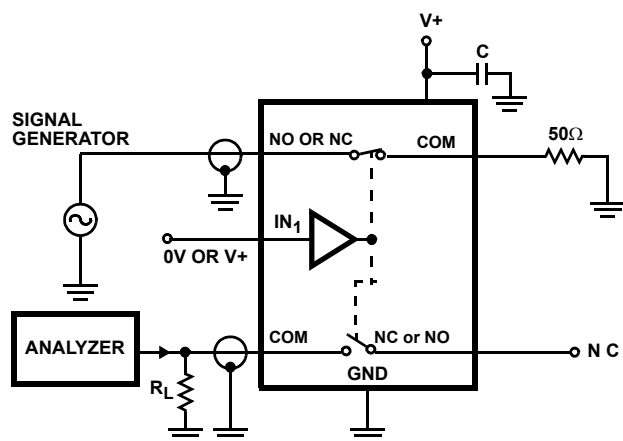 V+
C
SIGNAL
GENERATOR
NO OR NC
COM
50Ω
IN1
0V OR V+
ANALYZER
COM
NC or NO
N C
RL
GND